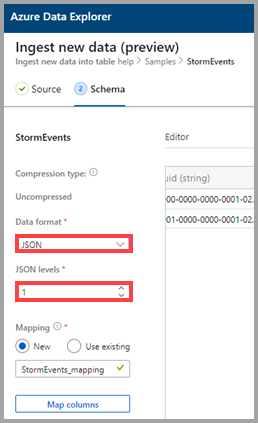 Azure Data Explorer
Ingest new data (preview)
Ingest new data into table help > Samples > StormEvents
Source
2 Schema
StormEvents
Editor
Compression type:
uid (string)
Uncompressed
000-0000-0000-0001-02.
Data format *
001-0000-0000-0001-02.
JSON
JSON levels *
1
Mapping *
New
Use existing
StormEvents_mapping
Map columns